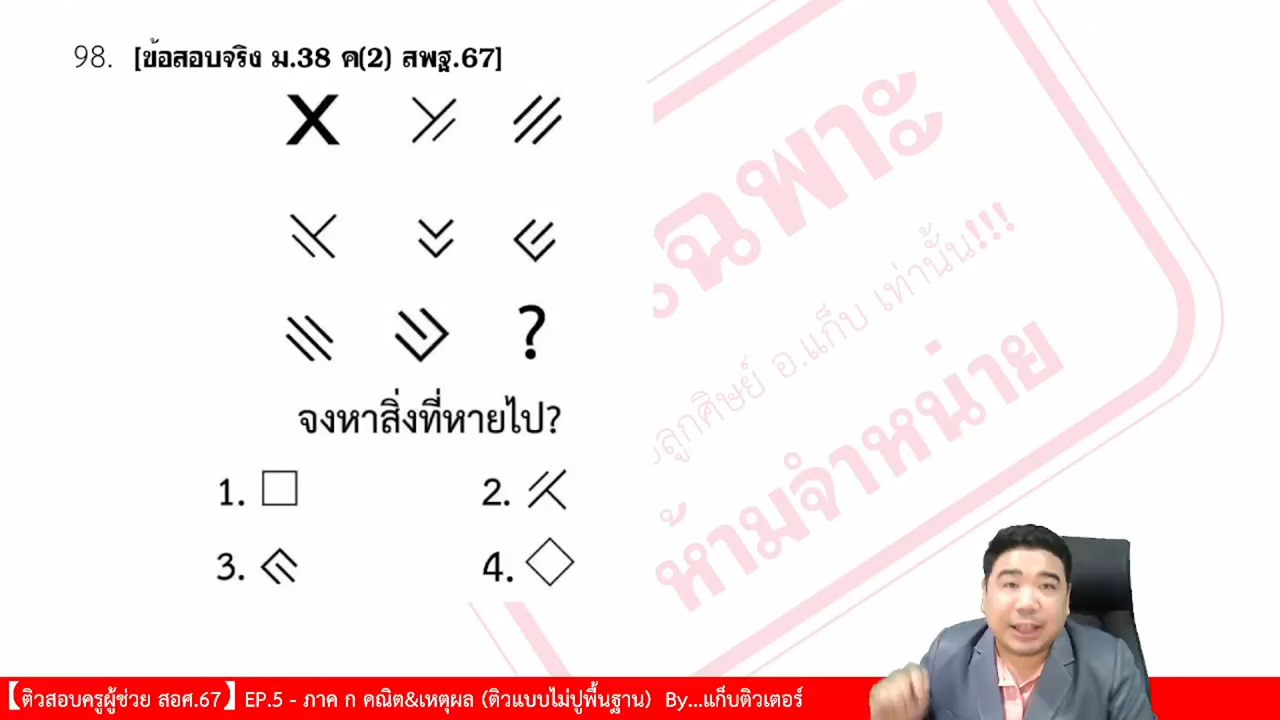 98. [ข้อสอบจริง ม.38 ค(2) สพฐ.67]
?
จงหาสิ่งที่หายไป?
1.
2.
3.
4.
เฉพาะ
ลูกศิษย์ อ.แก็บ เท่านั้น!!!
ห้ามจำหน่าย
【ติวสอบครูผู้ช่วย สอศ.67】 EP.5 - ภาค ก คณิต&เหตุผล (ติวแบบไม่ปูพื้นฐาน) By...แก็บติวเตอร์